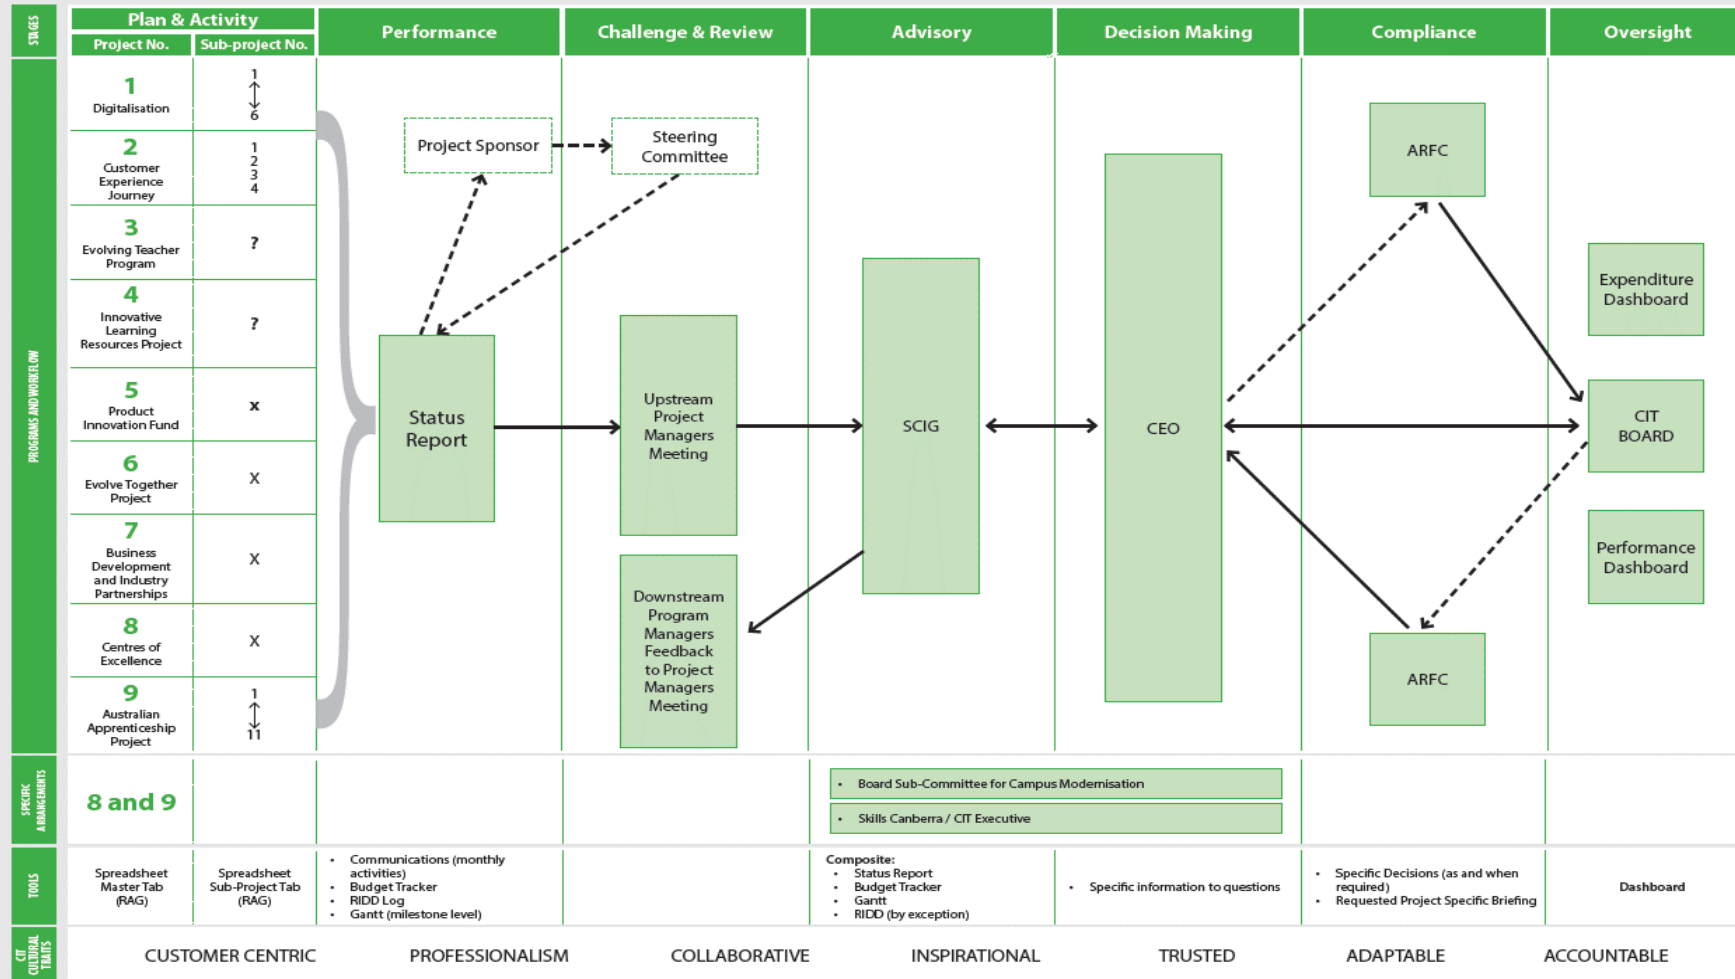 STAGES
Plan & Activity
Project No.
Sub-project No.
Performance
Challenge & Review
Advisory
Decision Making
Compliance
Oversight
PROGRAMS AND WORKFLOW
1
Digitalisation
1
6
2
Customer
Experience
Journey
1
2
3
4
3
Evolving Teacher
Program
?
4
Innovative
Learning
Resources Project
?
5
Product
Innovation Fund
x
6
Evolve Together
Project
X
7
Business
Development
and Industry
Partnerships
X
8
Centres of
Excellence
X
9
Australian
Apprenticeship
Project
1
11
Project Sponsor
Steering
Committee
Status
Report
Upstream
Project
Managers
Meeting
Downstream
Program
Managers
Feedback
to Project
Managers
Meeting
SCIG
CEO
ARFC
ARFC
Expenditure
Dashboard
CIT
BOARD
Performance
Dashboard
SPECIFIC
ARRANGEMENTS
8 and 9
• Board Sub-Committee for Campus Modernisation
• Skills Canberra / CIT Executive
TOOLS
Spreadsheet
Master Tab
(RAG)
Spreadsheet
Sub-Project Tab
(RAG)
• Communications (monthly
activities)
• Budget Tracker
• RIDD Log
• Gantt (milestone level)
Composite:
• Status Report
• Budget Tracker
• Gantt
• RIDD (by exception)
• Specific information to questions
• Specific Decisions (as and when
required)
• Requested Project Specific Briefing
Dashboard
CIT
CULTURAL
TRAITS
CUSTOMER CENTRIC
PROFESSIONALISM
COLLABORATIVE
INSPIRATIONAL
TRUSTED
ADAPTABLE
ACCOUNTABLE